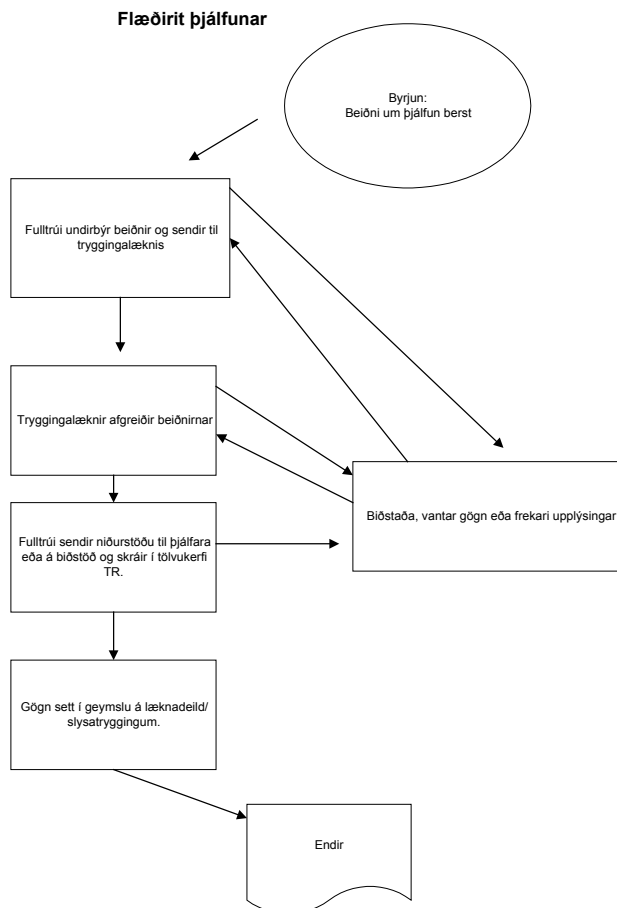 Flæðirit þjálfunar
Byrjun:
Beiðni um þjálfun berst
Fulltrúi undirbýr beiðnir og sendir til
tryggingalæknis
Tryggingalæknir afgreiðir beiðnirnar
Biðstaða, vantar gögn eða frekari upplýsingar
Fulltrúi sendir niðurstöðu til þjálfara
eða á biðstöð og skráir í tölvukerfi
TR.
Gögn sett í geymslu á læknadeild/
slysatryggingum.
Endir